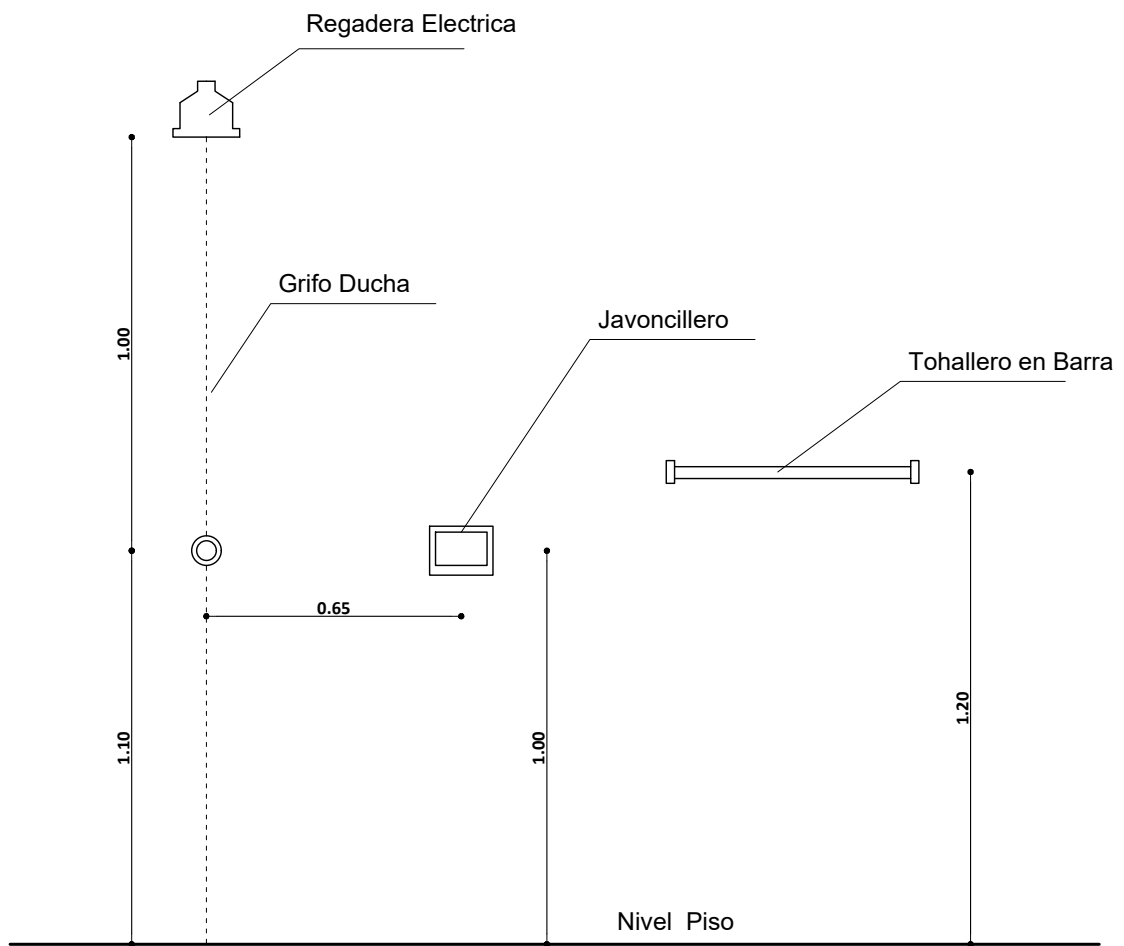 Regadera Electrica
Grifo Ducha
1.00
Javoncillero
Tohallero en Barra
0.65
1.10
1.00
1.20
Nivel Piso